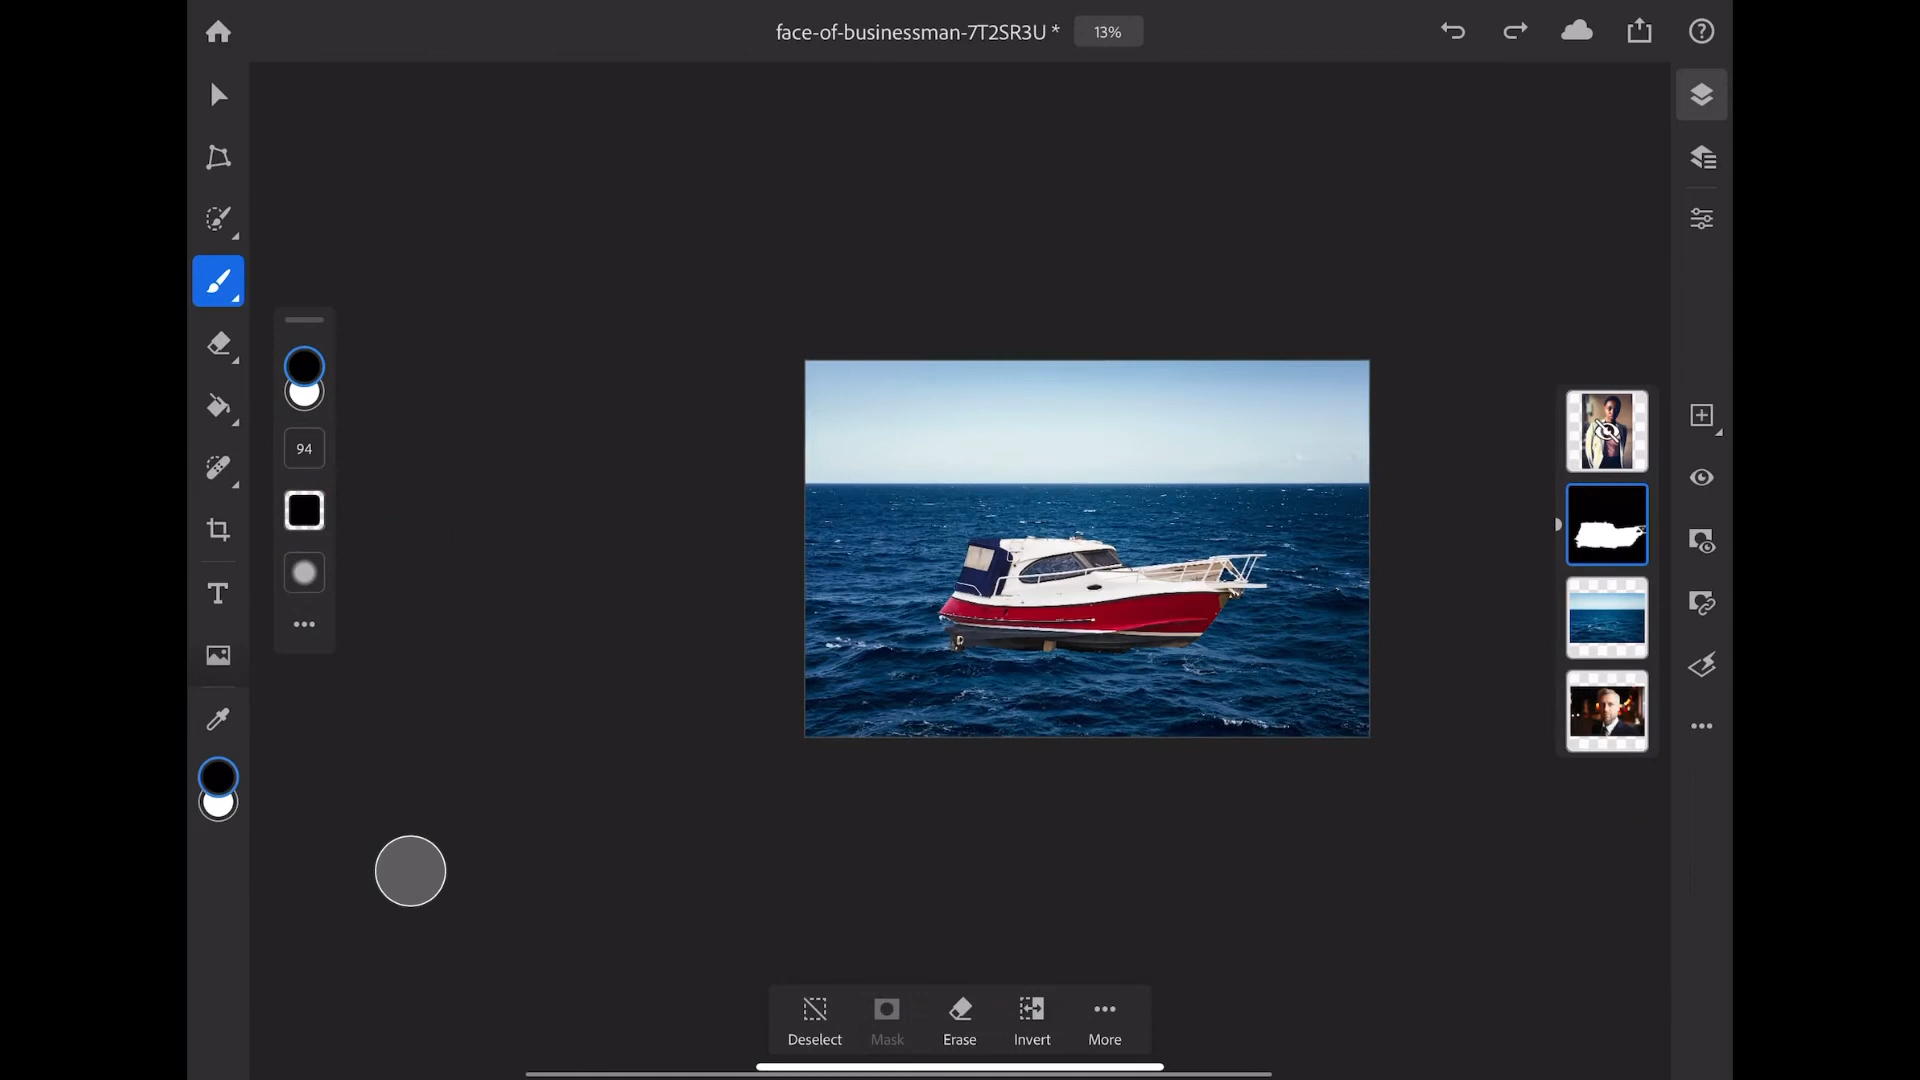 face-of-businessman-7T2SR3U *
13%
94
T
Deselect
Mask
Erase
Invert
More